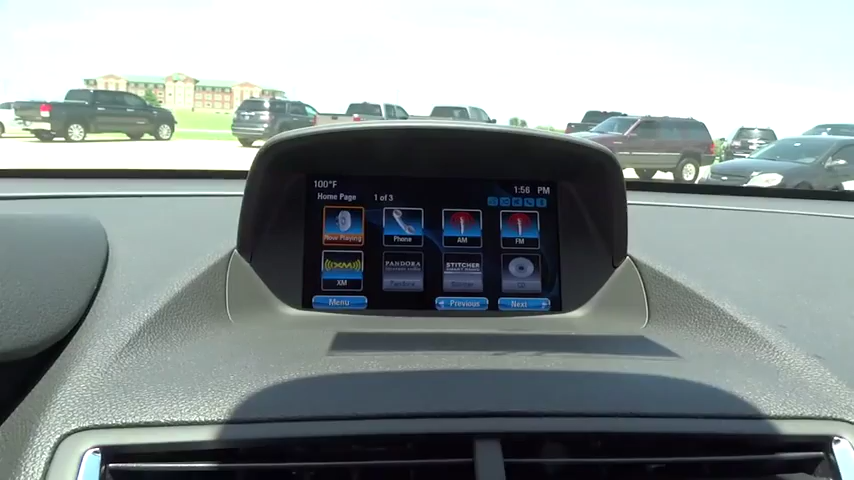 100°F
1:56 PM
Home Page 1 of 3
Now Playing
Phone
AM
FM
XM
XM
PANDORA
Pandora
STITCHER
Stitcher
CD
Menu
Previous
Next